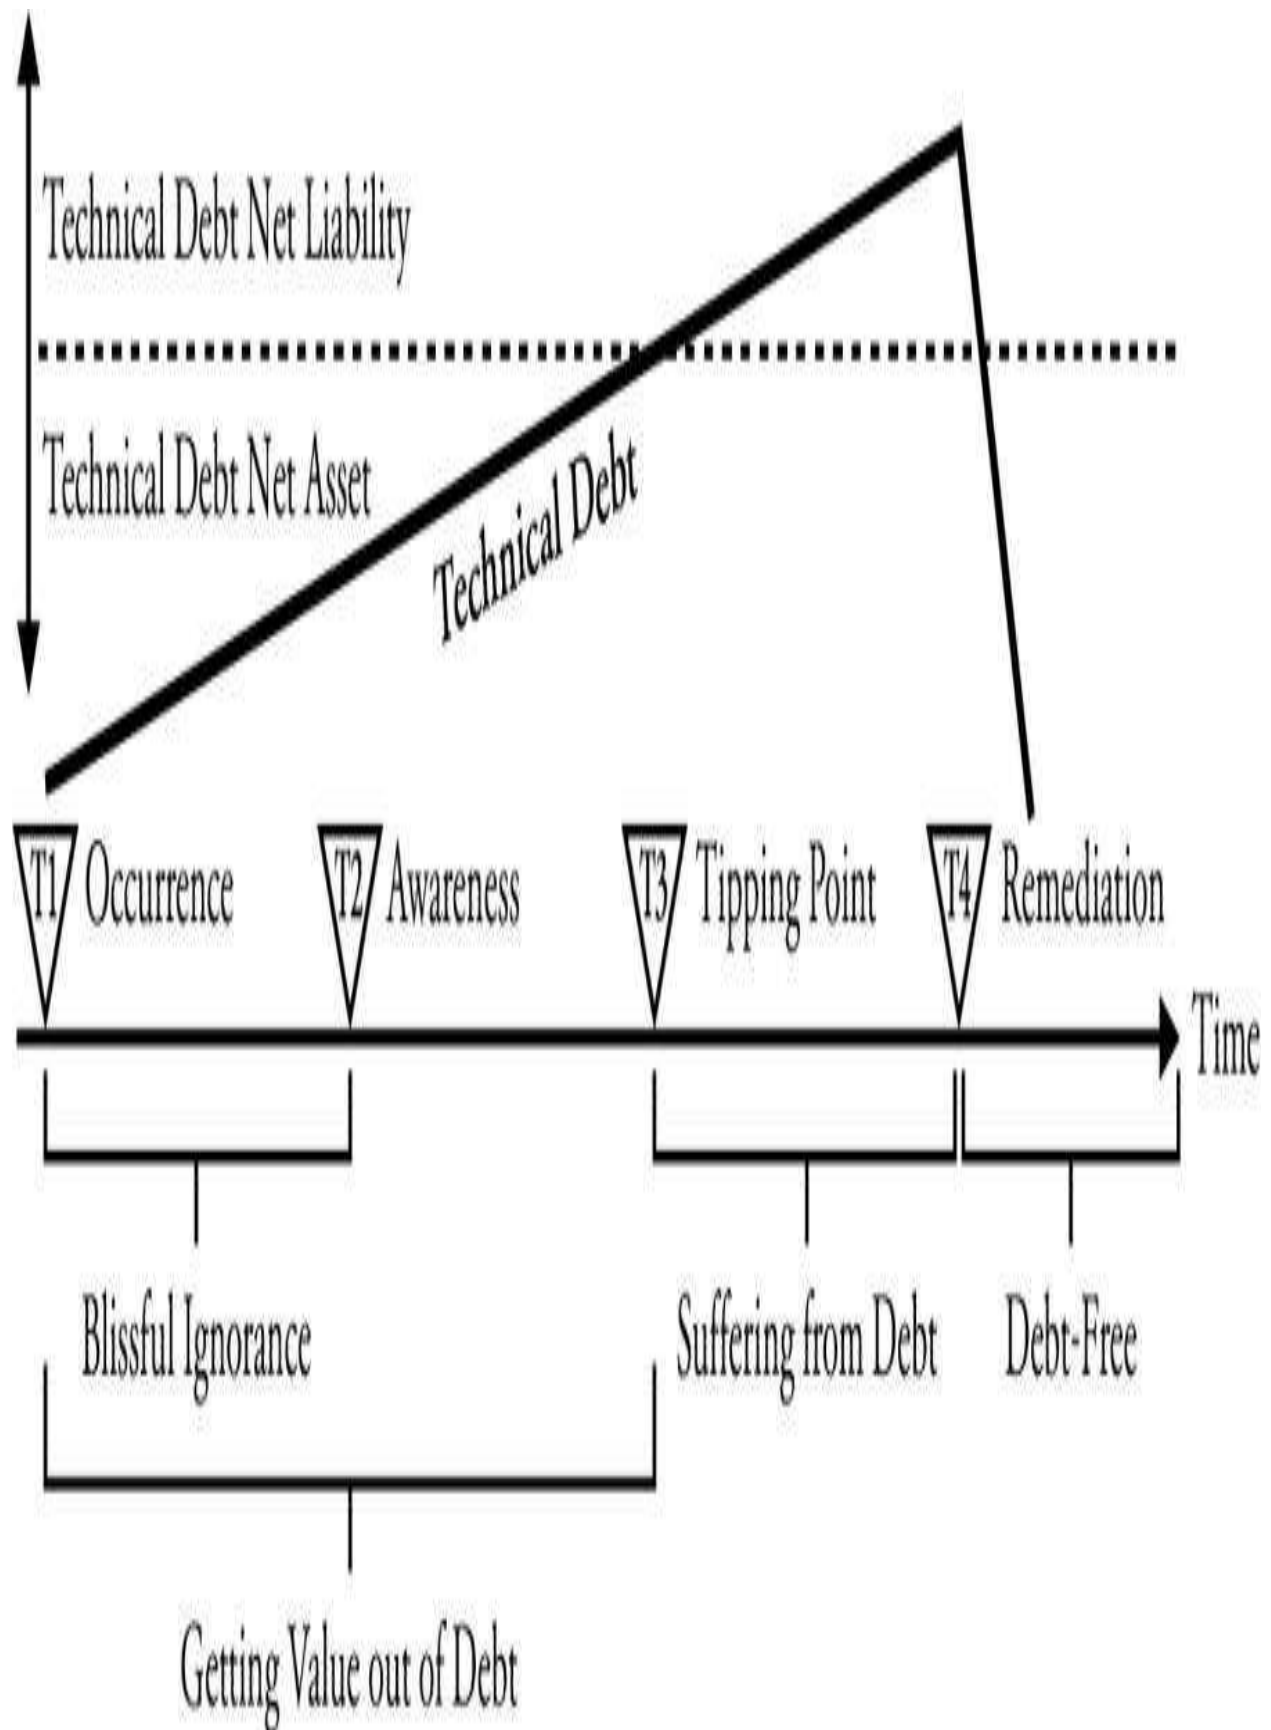 Technical Debt Net Liability
Technical Debt Net Asset
Technical Debt
T1 Occurrence
T2 Awareness
T3 Tipping Point
T4 Remediation
Time
Blissful Ignorance
Suffering from Debt
Debt-Free
Getting Value out of Debt